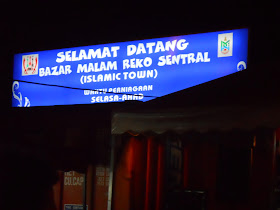 SELAMAT DATANG
BAZAR MALAM REKO SENTRAL
(ISLAMIC TOWN)
WAKTU PERNIAGAAN
SELASA-AHAD